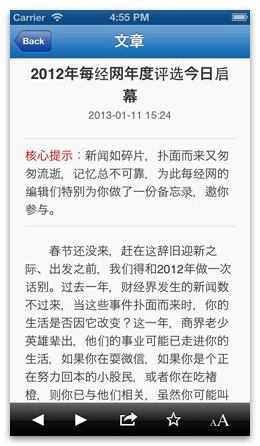 Carrier 4:55 PM
Back 文章
2012年每经网年度评选今日启
幕
2013-01-11 15:24
核心提示：新闻如碎片，扑面而来又匆
匆流逝，记忆总不可靠，为此每经网的
编辑们特别为你做了一份备忘录，邀你
参与。
春节还没来，赶在这辞旧迎新之
际、出发之前，我们得和2012年做一次
话别。过去一年，财经界发生的新闻数
不过来，当这些事件扑面而来时，你的
生活是否因它改变？这一年，商界老少
英雄辈出，他们的事业可能已走进你的
生活，如果你在耍微信，如果你是个正
在努力回本的小股民，或者你在吃褚
橙，则你已与他们相关，虽然你可能叫
AA